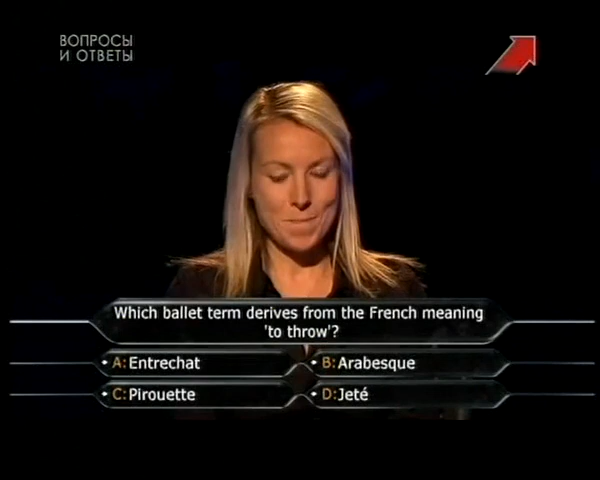 ВОПРОСЫ
И ОТВЕТЫ
Which ballet term derives from the French meaning
'to throw'?
A: Entrechat
B: Arabesque
C: Pirouette
D: Jeté